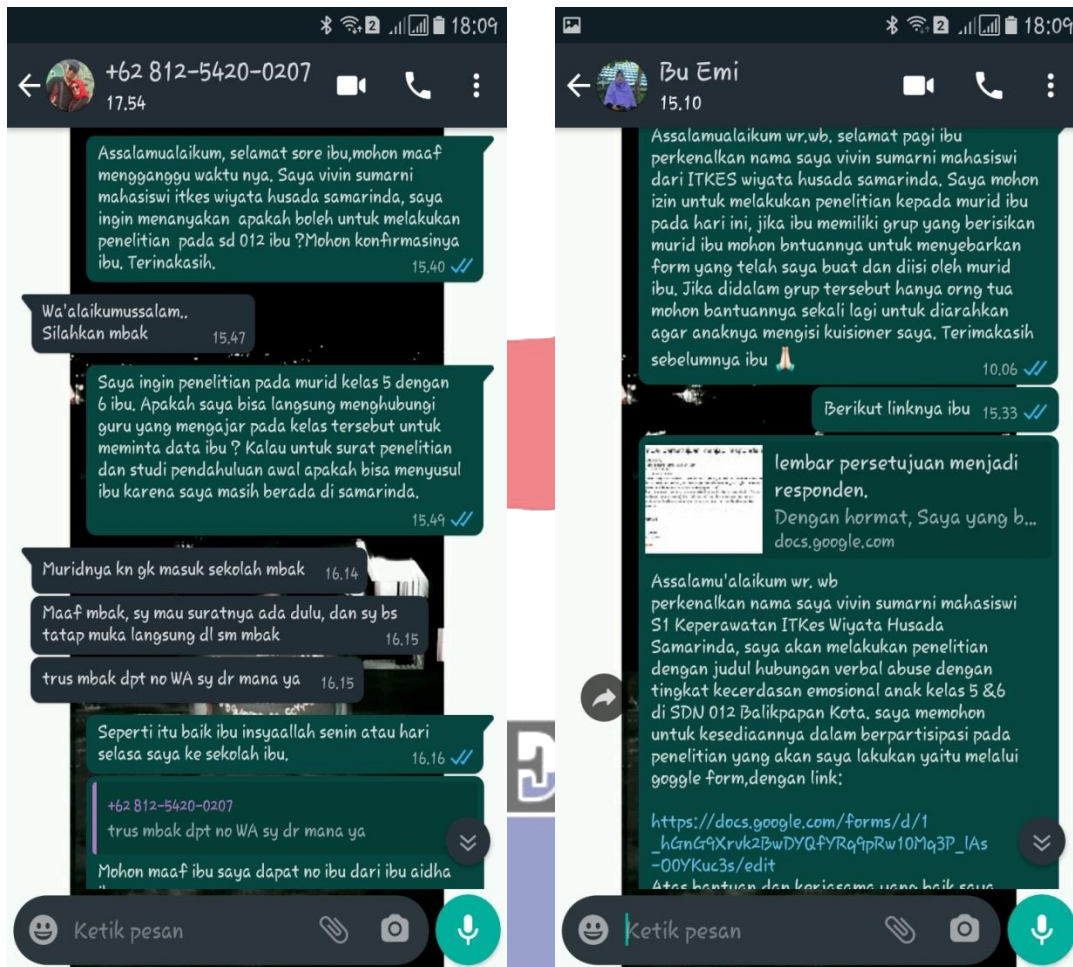 18:09
+62 812-5420-0207
17.54
Assalamualaikum, selamat sore ibu,mohon maaf
mengganggu waktu nya. Saya vivin sumarni
mahasiswi itkes wiyata husada samarinda, saya
ingin menanyakan apakah boleh untuk melakukan
penelitian pada sd 012 ibu ?Mohon konfirmasinya
ibu. Terinakasih.
15.40
Wa'alaikumussalam..
Silahkan mbak
15.47
Saya ingin penelitian pada murid kelas 5 dengan
6 ibu. Apakah saya bisa langsung menghubungi
guru yang mengajar pada kelas tersebut untuk
meminta data ibu ? Kalau untuk surat penelitian
dan studi pendahuluan awal apakah bisa menyusul
ibu karena saya masih berada di samarinda.
15.49
Muridnya kn gk masuk sekolah mbak 16.14
Maaf mbak, sy mau suratnya ada dulu, dan sy bs
tatap muka langsung dl sm mbak
16.15
trus mbak dpt no WA sy dr mana ya 16.15
Seperti itu baik ibu insyaallah senin atau hari
selasa saya ke sekolah ibu.
16.16
+62 812-5420-0207
trus mbak dpt no WA sy dr mana ya
Mohon maaf ibu saya dapat no ibu dari ibu aidha
Ketik pesan
18:09
Bu Emi
15.10
Assalamualaikum wr.wb. selamat pagi ibu
perkenalkan nama saya vivin sumarni mahasiswi
dari ITKES wiyata husada samarinda. Saya mohon
izin untuk melakukan penelitian kepada murid ibu
pada hari ini, jika ibu memiliki grup yang berisikan
murid ibu mohon bntuannya untuk menyebarkan
form yang telah saya buat dan diisi oleh murid
ibu. Jika didalam grup tersebut hanya orng tua
mohon bantuannya sekali lagi untuk diarahkan
agar anaknya mengisi kuisioner saya. Terimakasih
sebelumnya ibu 🙏🏻
10.06
Berikut linknya ibu 15.33
lembar persetujuan menjadi
responden.
Dengan hormat, Saya yang b...
docs.google.com
Assalamu'alaikum wr. wb
perkenalkan nama saya vivin sumarni mahasiswi
S1 Keperawatan ITKes Wiyata Husada
Samarinda, saya akan melakukan penelitian
dengan judul hubungan verbal abuse dengan
tingkat kecerdasan emosional anak kelas 5 &6
di SDN 012 Balikpapan Kota. saya memohon
untuk kesediaannya dalam berpartisipasi pada
penelitian yang akan saya lakukan yaitu melalui
goggle form,dengan link:
https://docs.google.com/forms/d/1
_hGnG9Xrvk2BwDYQfYRq9pRw10Mq3P_lAs
-00YKuc3s/edit
Atas bantuan dan kerjasama yang baik saya
Ketik pesan